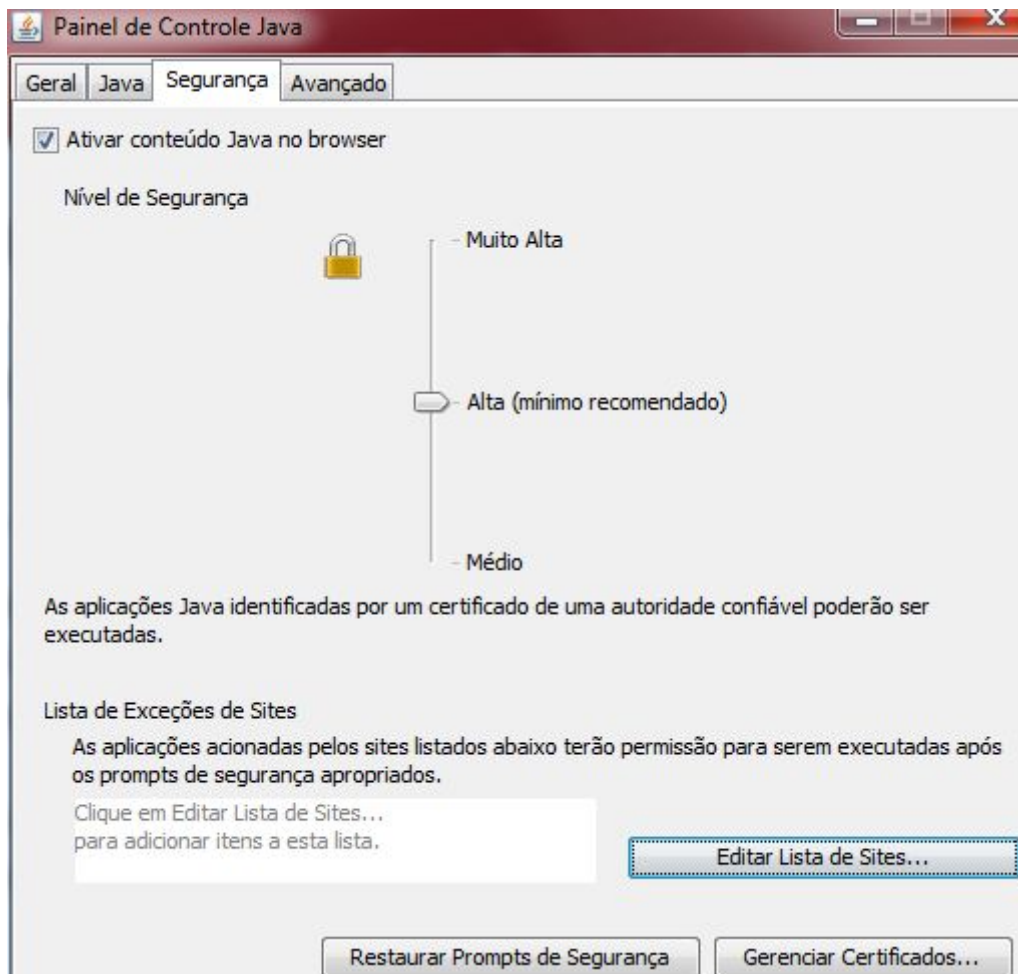 Painel de Controle Java
Geral Java Segurança Avançado
Ativar conteúdo Java no browser
Nível de Segurança
Muito Alta
Alta (mínimo recomendado)
Médio
As aplicações Java identificadas por um certificado de uma autoridade confiável poderão ser
executadas.
Lista de Exceções de Sites
As aplicações acionadas pelos sites listados abaixo terão permissão para serem executadas após
os prompts de segurança apropriados.
Clique em Editar Lista de Sites...
para adicionar itens a esta lista.
Editar Lista de Sites...
Restaurar Prompts de Segurança Gerenciar Certificados...